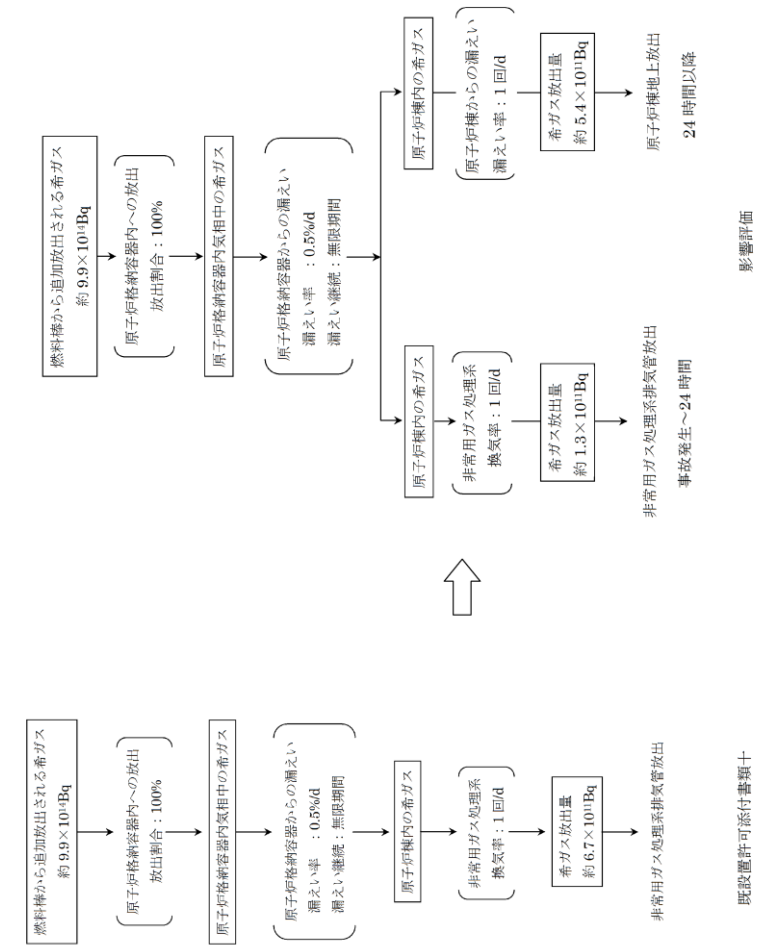 燃料棒から追加放出される希ガス
約 9.9×10¹⁴Bq
原子炉格納容器内への放出
放出割合：100%
原子炉格納容器内気相中の希ガス
原子炉格納容器からの漏えい
漏えい率　：0.5%/d
漏えい継続：無限期間
原子炉棟内の希ガス
非常用ガス処理系
換気率：1 回/d
希ガス放出量
約 6.7×10¹¹Bq
非常用ガス処理系排気管放出
既設置許可添付書類十
燃料棒から追加放出される希ガス
約 9.9×10¹⁴Bq
原子炉格納容器内への放出
放出割合：100%
原子炉格納容器内気相中の希ガス
原子炉格納容器からの漏えい
漏えい率　：0.5%/d
漏えい継続：無限期間
原子炉棟内の希ガス
非常用ガス処理系
換気率：1 回/d
希ガス放出量
約 1.3×10¹¹Bq
非常用ガス処理系排気管放出
事故発生～24 時間
原子炉棟内の希ガス
原子炉棟からの漏えい
漏えい率：1 回/d
希ガス放出量
約 5.4×10¹¹Bq
原子炉棟地上放出
24 時間以降
影響評価